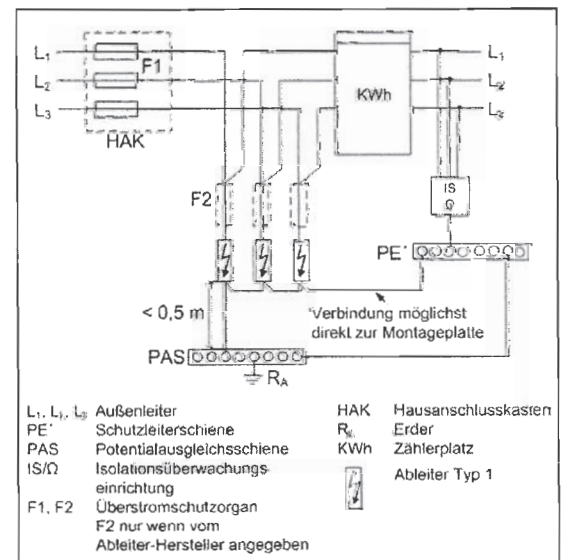 L₁
F1
L₂
L₃
HAK
KWh
L₁
L₂
L₃
F2
IS
Ω
PE*
< 0,5 m
*Verbindung möglichst
direkt zur Montageplatte
PAS
R_A
L₁, L₂, L₃ Außenleiter
PE* Schutzleiterschiene
PAS Potentialausgleichsschiene
IS/Ω Isolationsüberwachungs-
einrichtung
F1, F2 Überstromschutzorgan
F2 nur wenn vom
Ableiter-Hersteller angegeben
HAK Hausanschlusskasten
R_A Erder
KWh Zählerplatz
Ableiter Typ 1